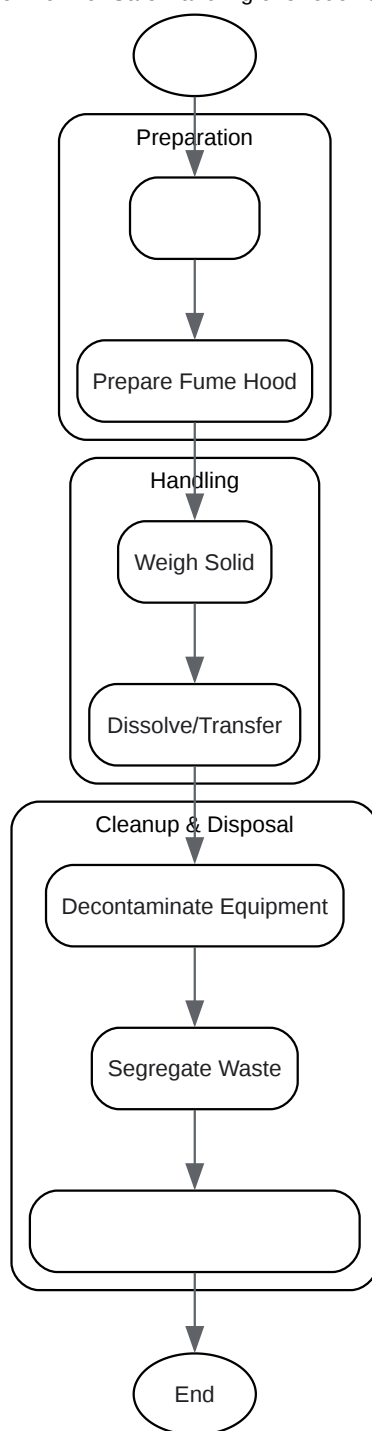 Preparation
Prepare Fume Hood
Handling
Weigh Solid
Dissolve/Transfer
Cleanup & Disposal
Decontaminate Equipment
Segregate Waste
End